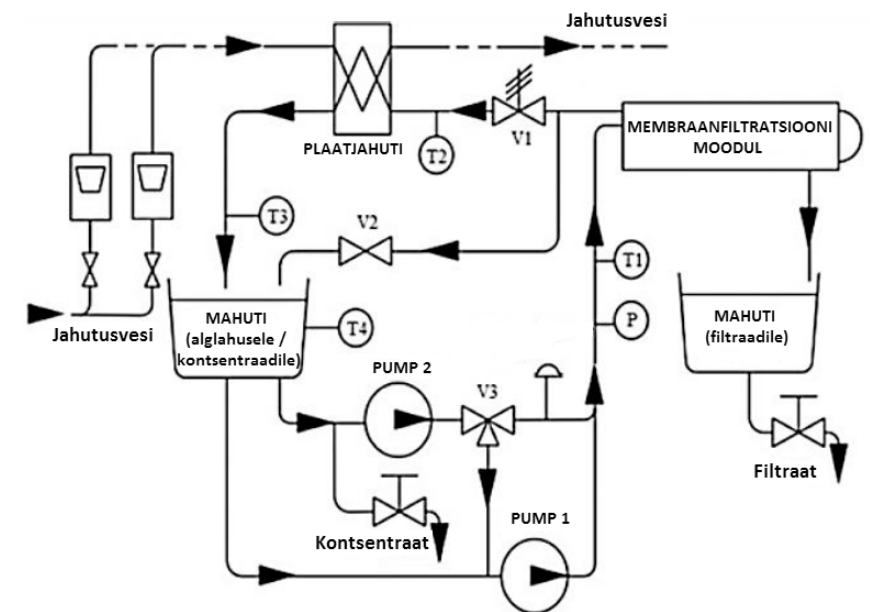 Jahutusvesi
V1
MEMBRAANFILTRATSIOONI
MOODUL
PLAATJAHUTI
T2
T3
V2
T1
Jahutusvesi
MAHUTI
(alglahusele /
kontsentraadile)
T4
P
MAHUTI
(filtraadile)
PUMP 2
V3
Filtraat
Kontsentraat
PUMP 1